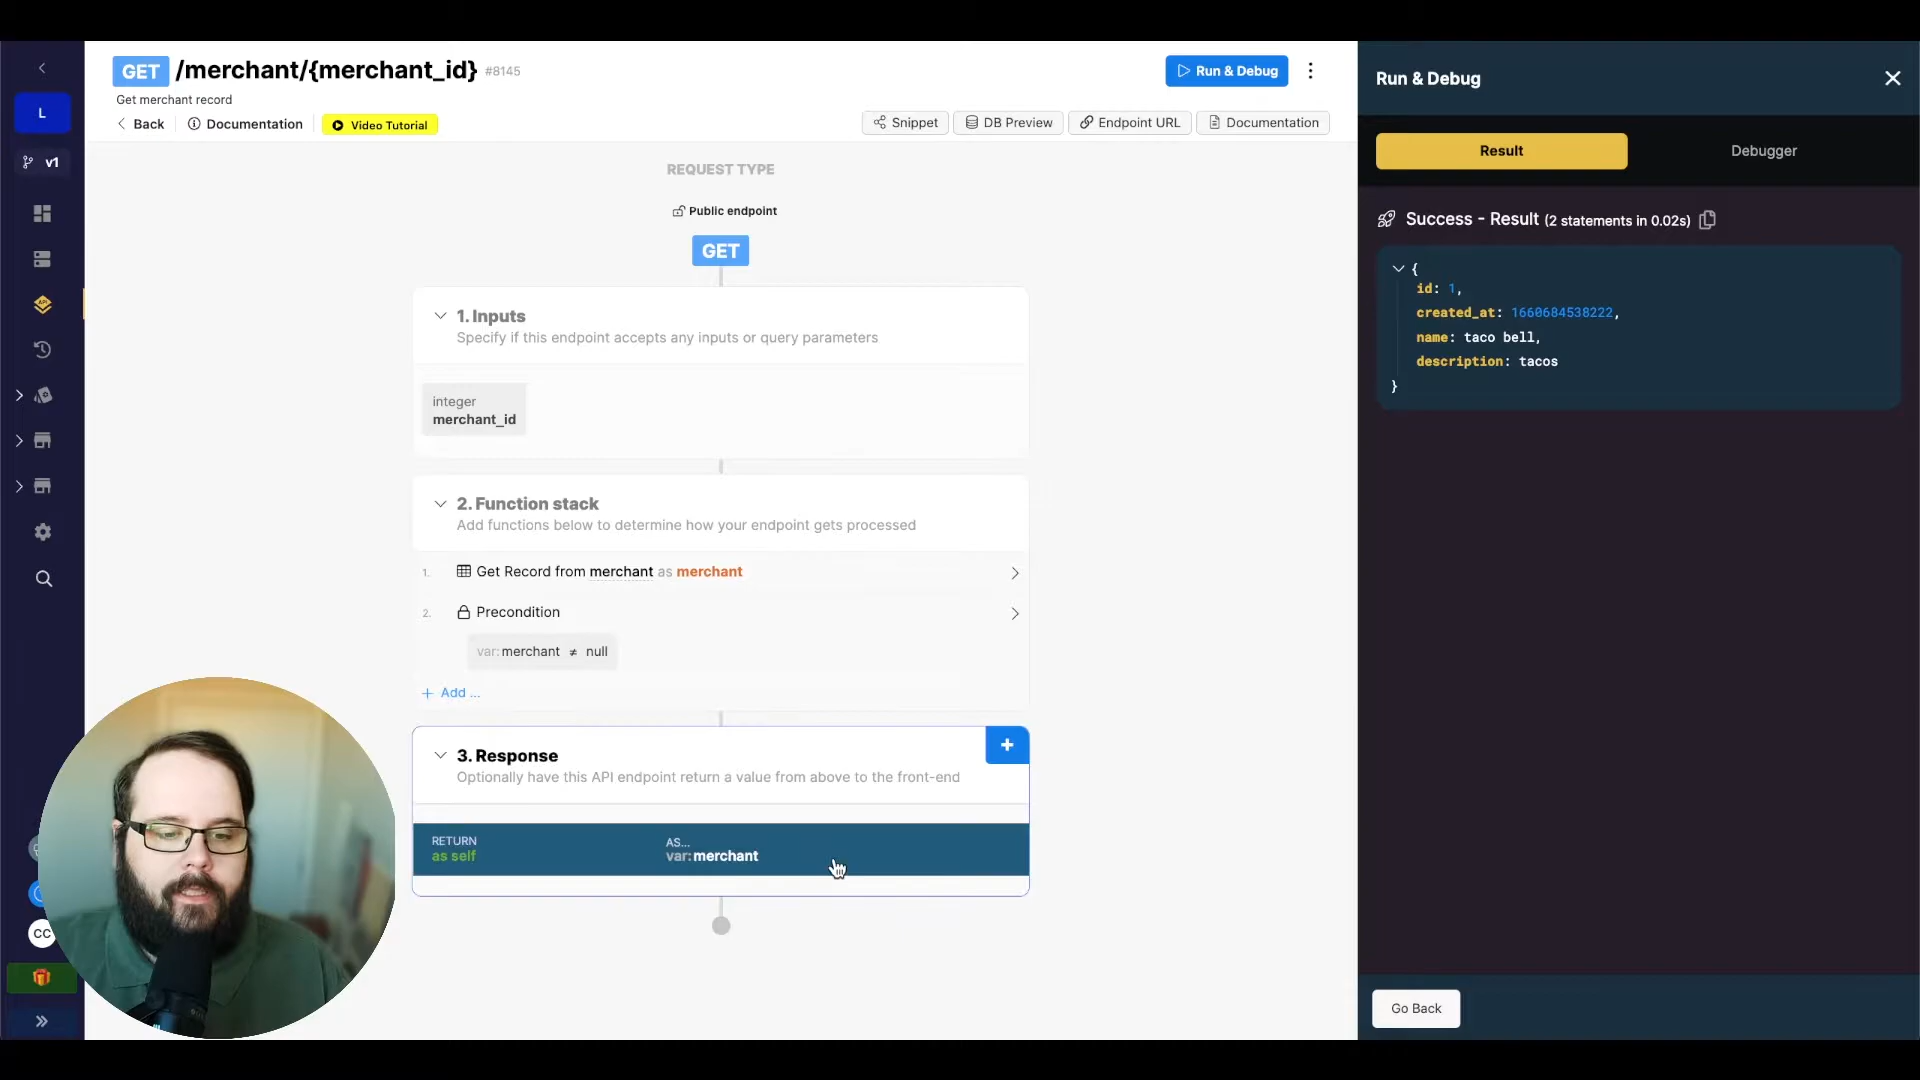 GET /merchant/{merchant_id} #8145
Get merchant record
Back
Documentation
Video Tutorial
Run & Debug
Snippet
DB Preview
Endpoint URL
Documentation
L
v1
API
CC
REQUEST TYPE
Public endpoint
GET
1. Inputs
Specify if this endpoint accepts any inputs or query parameters
integer
merchant_id
2. Function stack
Add functions below to determine how your endpoint gets processed
1. Get Record from merchant as merchant
2. Precondition
var:merchant ≠ null
+ Add ...
3. Response
Optionally have this API endpoint return a value from above to the front-end
RETURN
as self
AS...
var:merchant
Run & Debug
Result
Debugger
Success - Result (2 statements in 0.02s)
{
id: 1,
created_at: 1660684538222,
name: taco bell,
description: tacos
}
Go Back